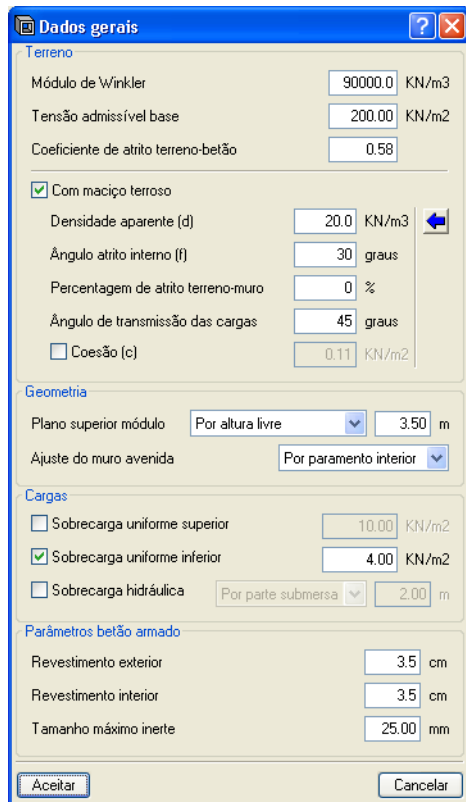 Dados gerais
Terreno
Módulo de Winkler 90000.0 KN/m3
Tensão admissível base 200.00 KN/m2
Coeficiente de atrito terreno-betão 0.58
Com maciço terroso
Densidade aparente (d) 20.0 KN/m3
Ângulo atrito interno (f) 30 graus
Percentagem de atrito terreno-muro 0 %
Ângulo de transmissão das cargas 45 graus
Coesão (c) 0.11 KN/m2
Geometria
Plano superior módulo Por altura livre 3.50 m
Ajuste do muro avenida Por paramento interior
Cargas
Sobrecarga uniforme superior 10.00 KN/m2
Sobrecarga uniforme inferior 4.00 KN/m2
Sobrecarga hidráulica Por parte submersa 2.00 m
Parâmetros betão armado
Revestimento exterior 3.5 cm
Revestimento interior 3.5 cm
Tamanho máximo inerte 25.00 mm
Aceitar Cancelar